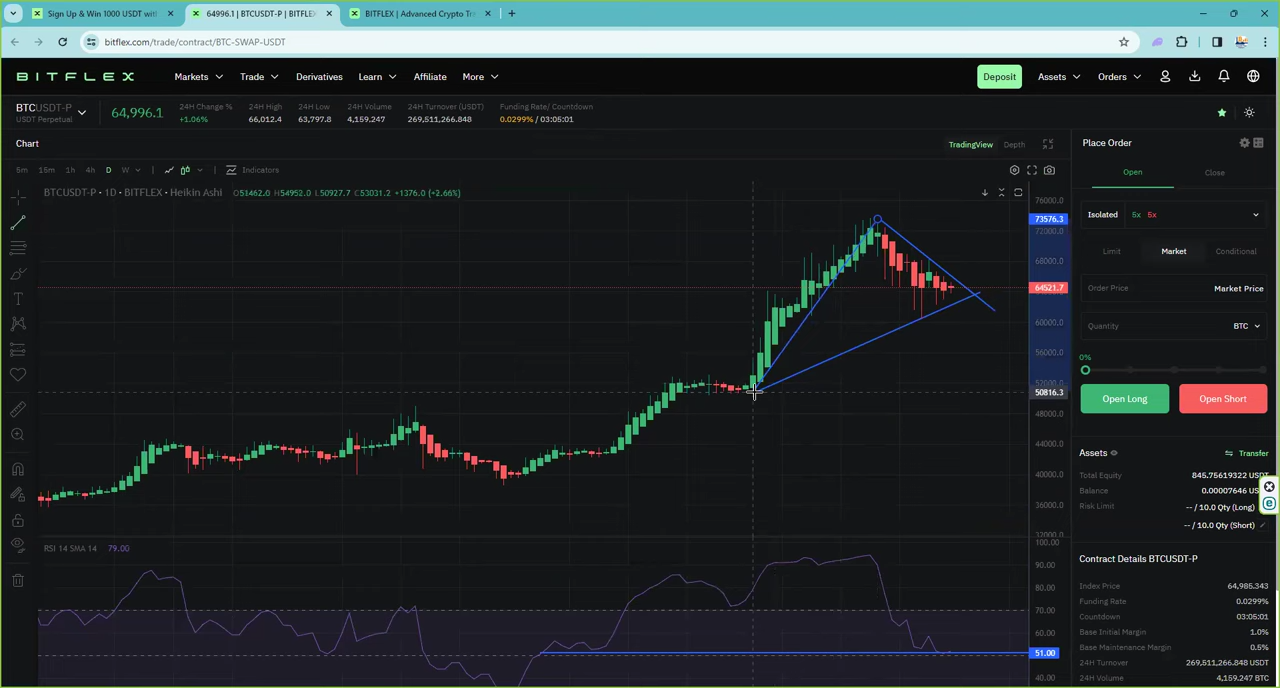 Sign Up & Win 1000 USDT with
64996.1 | BTCUSDT-P | BITFLEX
BITFLEX | Advanced Crypto Tra
bitflex.com/trade/contract/BTC-SWAP-USDT
BITFLEX
Markets
Trade
Derivatives
Learn
Affiliate
More
Deposit
Assets
Orders
BTCUSDT-P
USDT Perpetual
64,996.1
24H Change %
+1.06%
24H High
66,012.4
24H Low
63,797.8
24H Volume
4,159.247
24H Turnover (USDT)
269,511,266.848
Funding Rate/ Countdown
0.0299% / 03:05:01
Chart
TradingView
Depth
5m 15m 1h 4h D W
Indicators
BTCUSDT-P · 1D · BITFLEX · Heikin Ashi O51462.0 H54952.0 L50927.7 C53031.2 +1376.0 (+2.66%)
76000.0
73576.3
72000.0
68000.0
64521.7
60000.0
56000.0
52000.0
50816.3
48000.0
44000.0
40000.0
36000.0
32000.0
RSI 14 SMA 14 79.00
100.00
90.00
80.00
70.00
60.00
51.00
40.00
Place Order
Open
Close
Isolated 5x 5x
Limit
Market
Conditional
Order Price
Market Price
Quantity
BTC
0%
Open Long
Open Short
Assets
Transfer
Total Equity
845.75619322 USDT
Balance
0.00007646 US
Risk Limit
-- / 10.0 Qty (Long)
-- / 10.0 Qty (Short)
Contract Details BTCUSDT-P
Index Price
64,985.343
Funding Rate
0.0299%
Countdown
03:05:01
Base Initial Margin
1.0%
Base Maintenance Margin
0.5%
24H Turnover
269,511,266.848 USDT
24H Volume
4,159.247 BTC